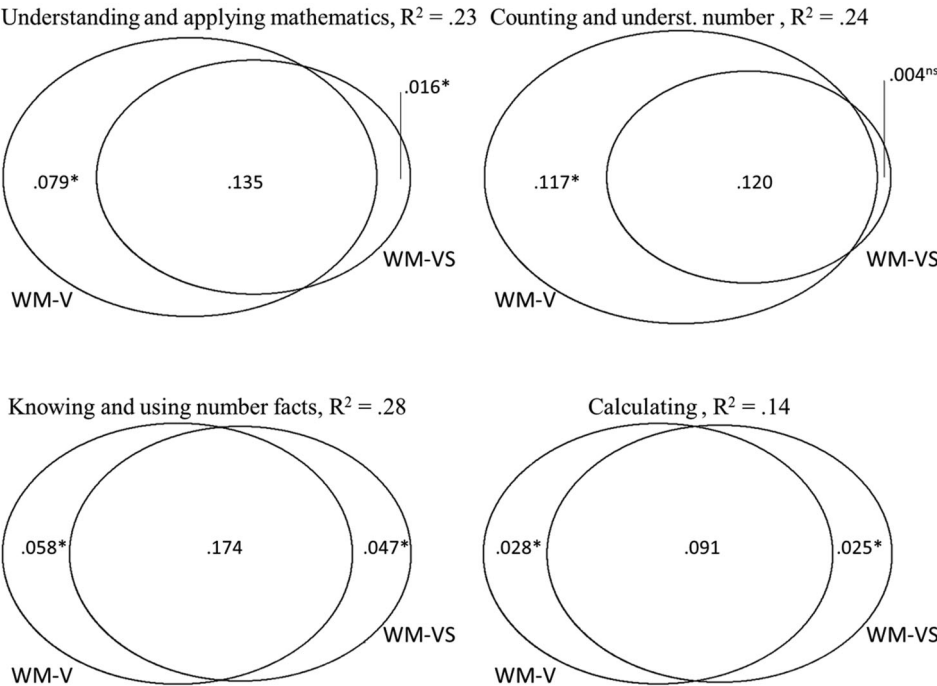 Understanding and applying mathematics, R² = .23
.016*
.079*
.135
WM-VS
WM-V
Counting and underst. number , R² = .24
.004ⁿˢ
.117*
.120
WM-VS
WM-V
Knowing and using number facts, R² = .28
.058*
.174
.047*
WM-VS
WM-V
Calculating , R² = .14
.028*
.091
.025*
WM-VS
WM-V